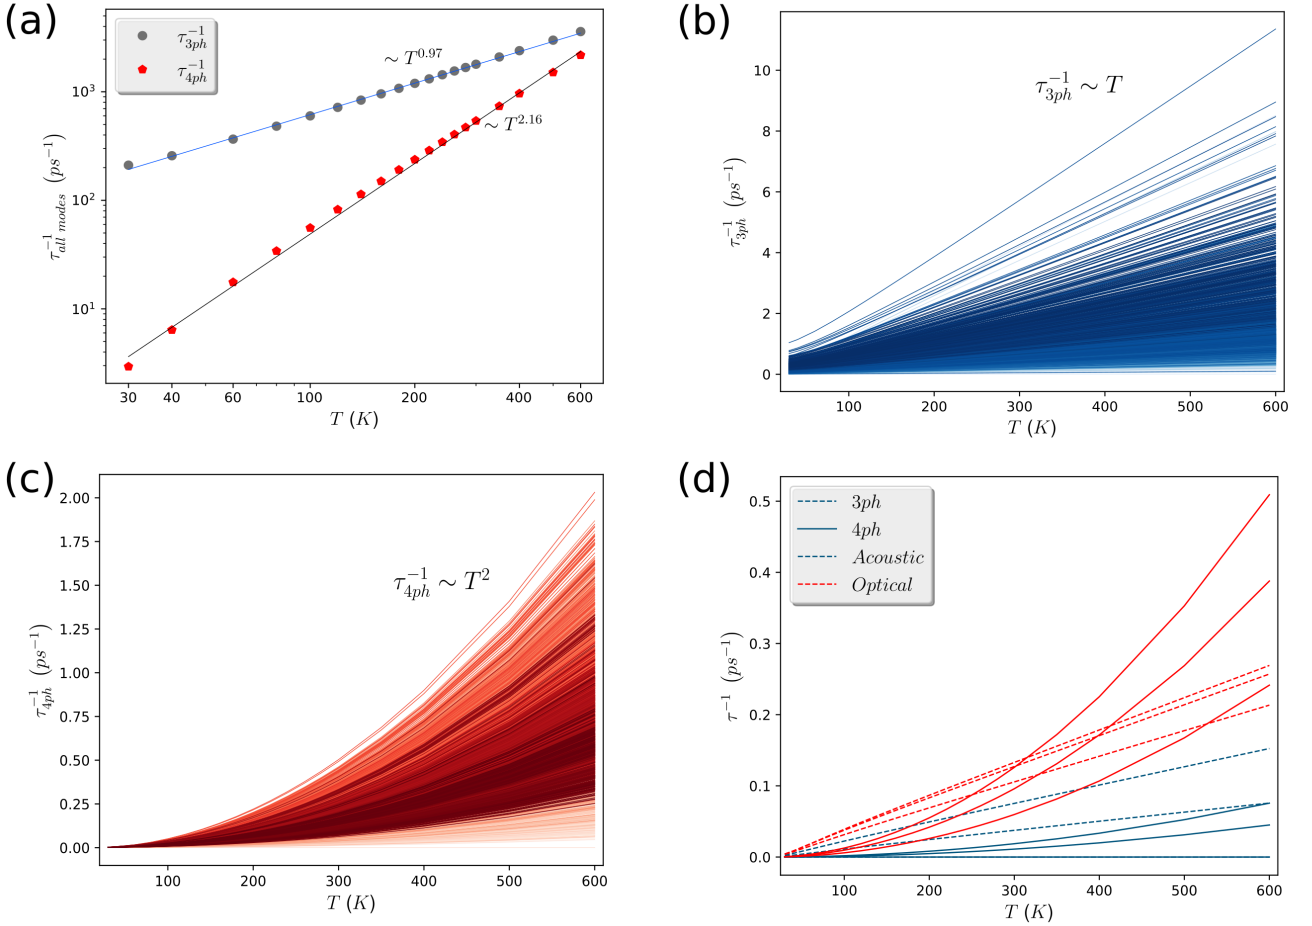 (a)
τ⁻¹₃ₚₕ
τ⁻¹₄ₚₕ
~ T^0.97
~ T^2.16
10³
10²
10¹
τ⁻¹_all modes (ps⁻¹)
30 40 60 100 200 400 600
T (K)
(b)
τ⁻¹₃ₚₕ ~ T
10
8
6
4
2
0
τ⁻¹₃ₚₕ (ps⁻¹)
100 200 300 400 500 600
T (K)
(c)
τ⁻¹₄ₚₕ ~ T²
2.00
1.75
1.50
1.25
1.00
0.75
0.50
0.25
0.00
τ⁻¹₄ₚₕ (ps⁻¹)
100 200 300 400 500 600
T (K)
(d)
3ph
4ph
Acoustic
Optical
0.5
0.4
0.3
0.2
0.1
0.0
τ⁻¹ (ps⁻¹)
100 200 300 400 500 600
T (K)